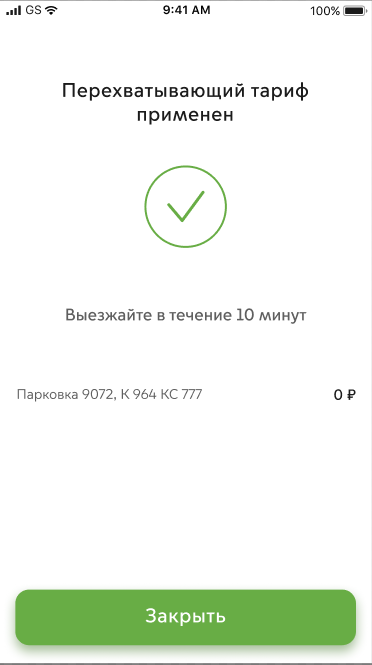 GS 9:41 AM 100%
Перехватывающий тариф
применен
Выезжайте в течение 10 минут
Парковка 9072, К 964 КС 777 0 ₽
Закрыть